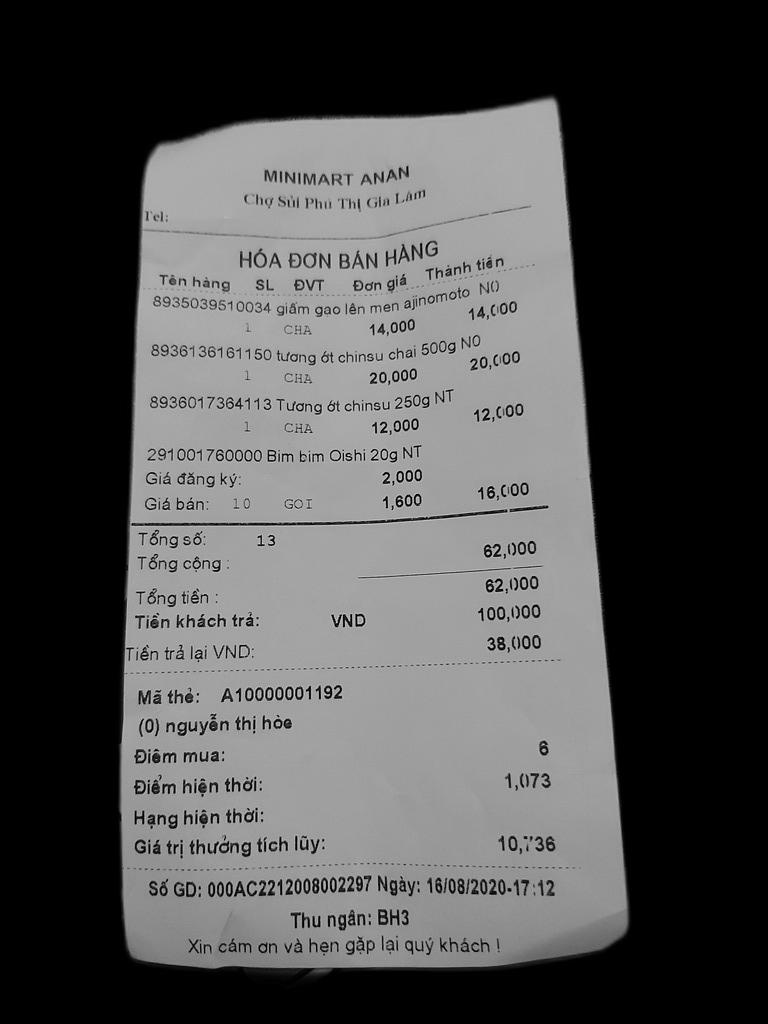 MINIMART ANAN
Chợ Sủi Phú Thị Gia Lâm
Tel:
HÓA ĐƠN BÁN HÀNG
Tên hàng SL ĐVT Đơn giá Thành tiền
8935039510034 giấm gạo lên men ajinomoto N0
1 CHA 14,000 14,000
8936136161150 tương ớt chinsu chai 500g N0
1 CHA 20,000 20,000
8936017364113 Tương ớt chinsu 250g NT
1 CHA 12,000 12,000
291001760000 Bim bim Oishi 20g NT
Giá đăng ký: 2,000
Giá bán: 10 GOI 1,600 16,000
Tổng số: 13
Tổng cộng : 62,000
Tổng tiền : 62,000
Tiền khách trả: VND 100,000
Tiền trả lại VND: 38,000
Mã thẻ: A10000001192
(0) nguyễn thị hòe
Điểm mua: 6
Điểm hiện thời: 1,073
Hạng hiện thời:
Giá trị thưởng tích lũy: 10,736
Số GD: 000AC2212008002297 Ngày: 16/08/2020-17:12
Thu ngân: BH3
Xin cám ơn và hẹn gặp lại quý khách !